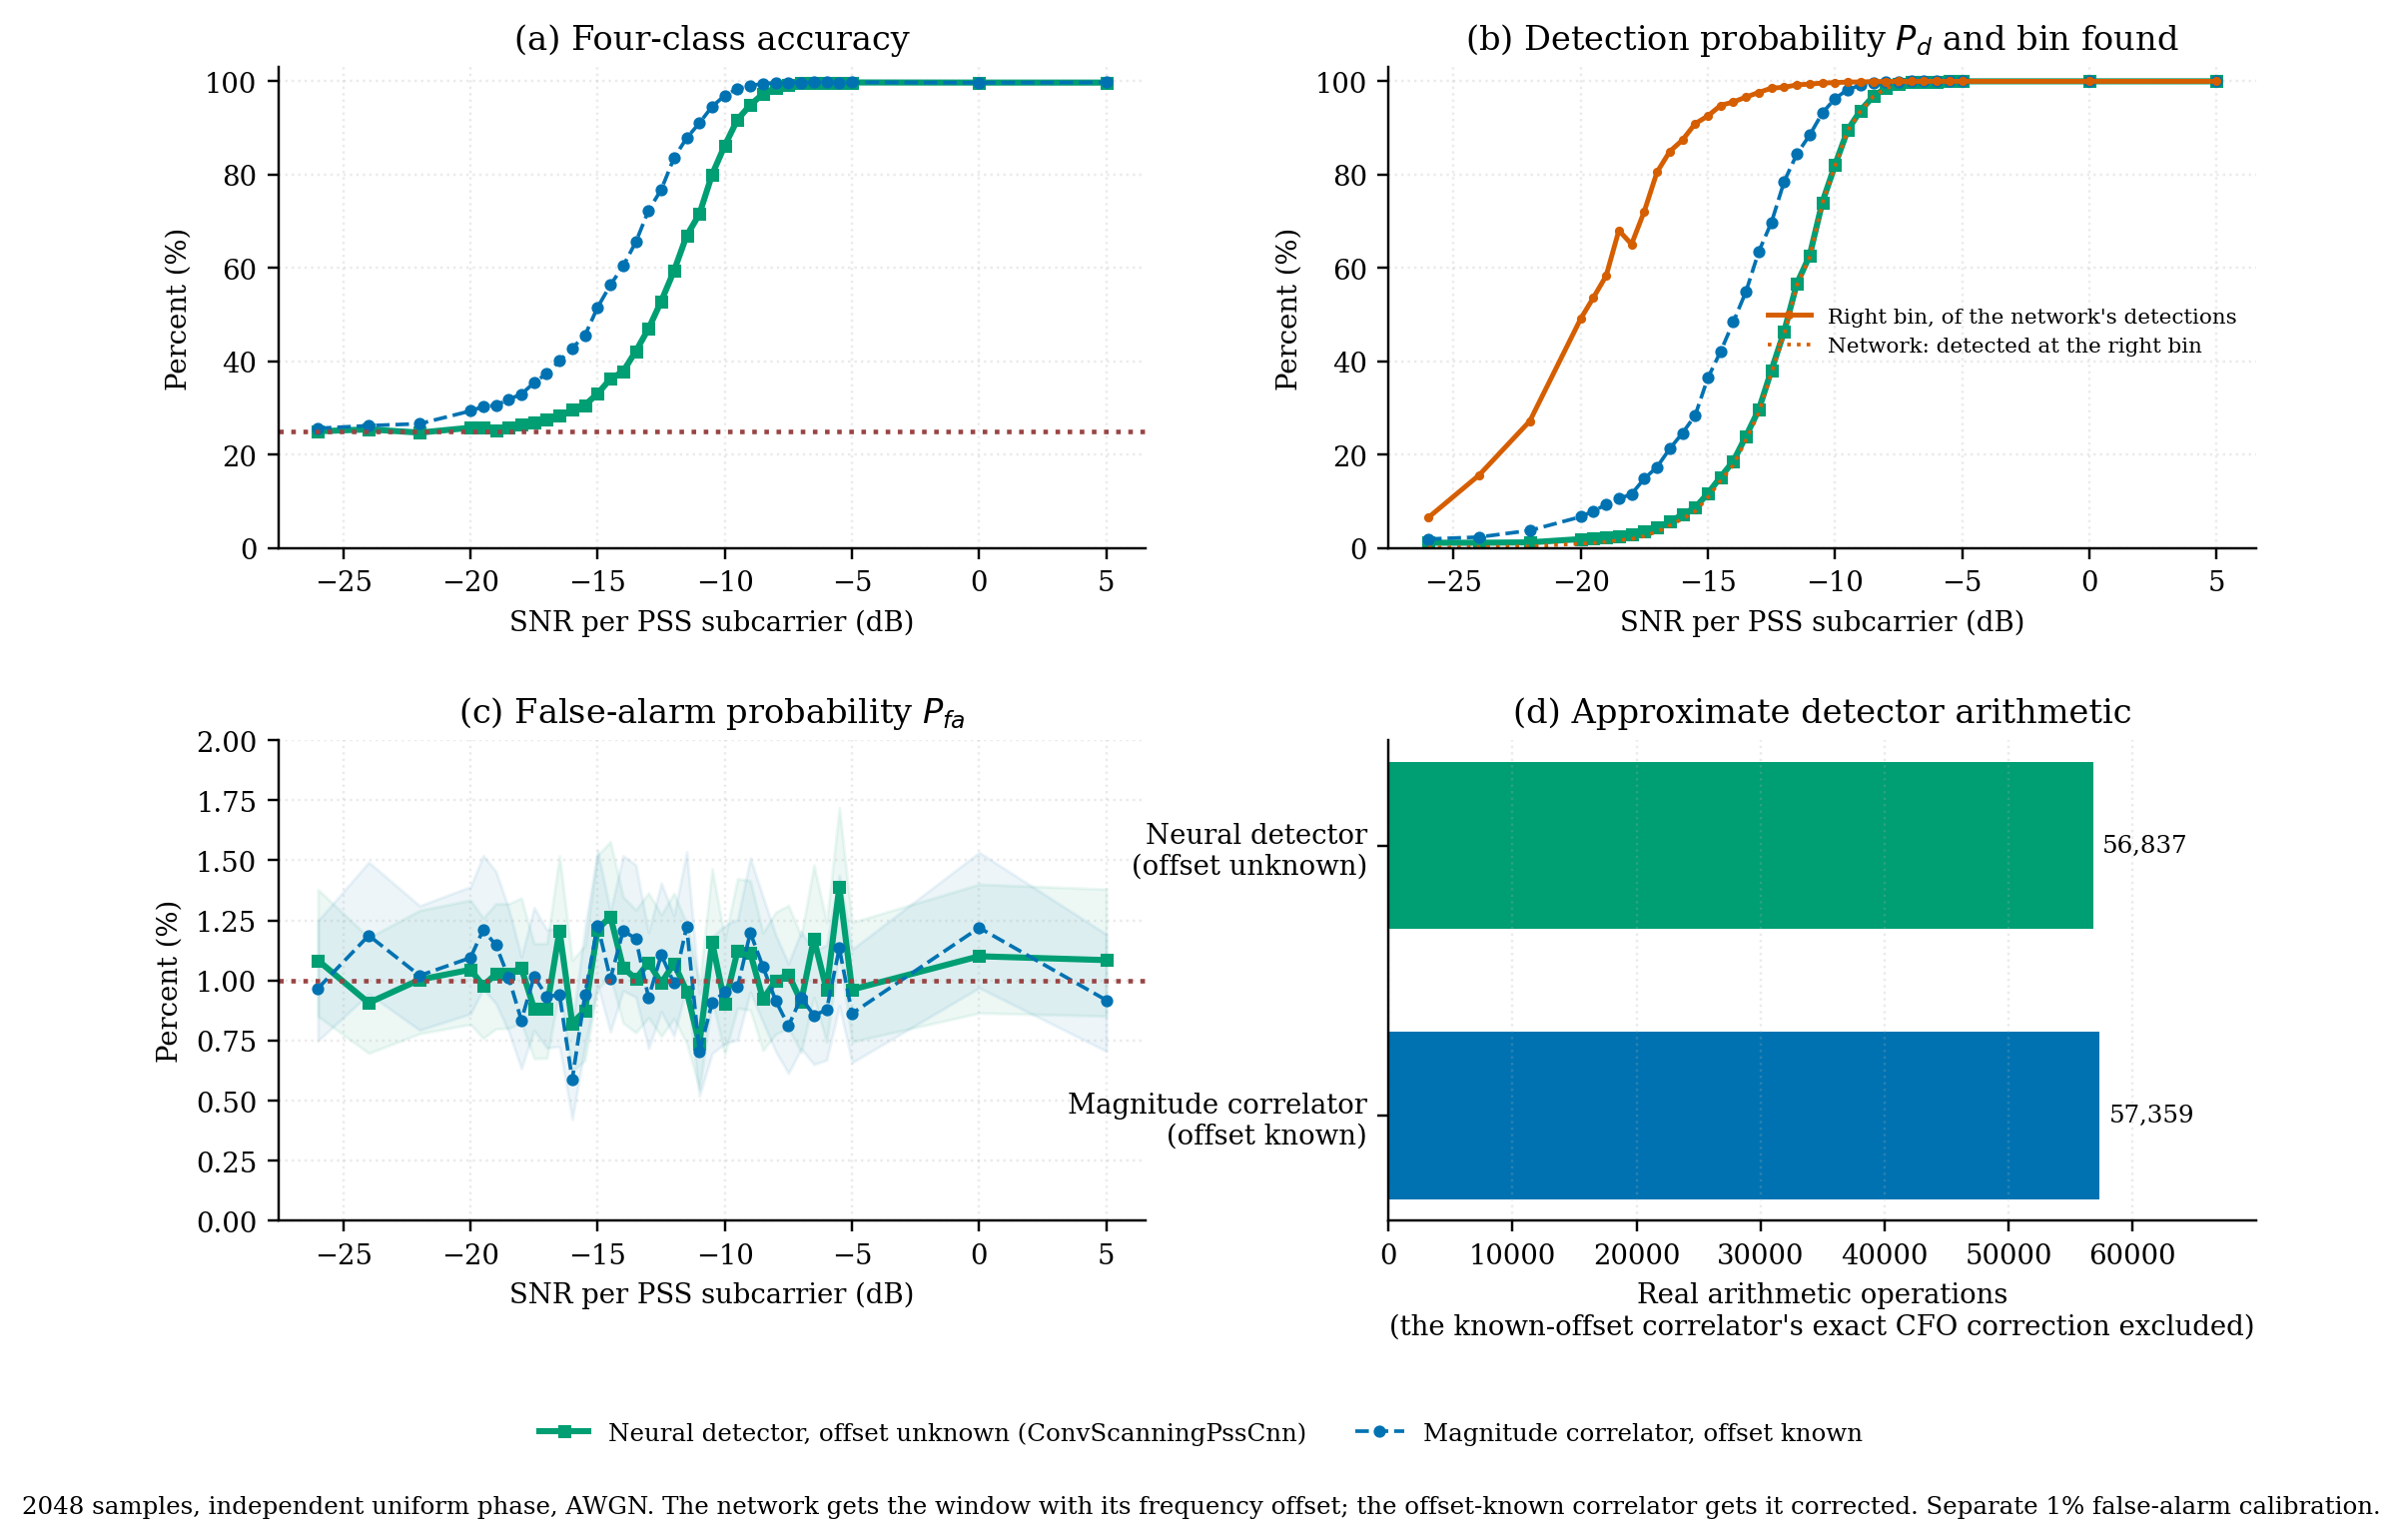 (a) Four-class accuracy
100
80
60
40
20
0
Percent (%)
−25
−20
−15
−10
−5
0
5
SNR per PSS subcarrier (dB)
(b) Detection probability P_d and bin found
100
80
60
40
20
0
Percent (%)
Right bin, of the network's detections
Network: detected at the right bin
−25
−20
−15
−10
−5
0
5
SNR per PSS subcarrier (dB)
(c) False-alarm probability P_fa
2.00
1.75
1.50
1.25
1.00
0.75
0.50
0.25
0.00
Percent (%)
−25
−20
−15
−10
−5
0
5
SNR per PSS subcarrier (dB)
(d) Approximate detector arithmetic
Neural detector
(offset unknown)
56,837
Magnitude correlator
(offset known)
57,359
0
10000
20000
30000
40000
50000
60000
Real arithmetic operations
(the known-offset correlator's exact CFO correction excluded)
Neural detector, offset unknown (ConvScanningPssCnn)
Magnitude correlator, offset known
2048 samples, independent uniform phase, AWGN. The network gets the window with its frequency offset; the offset-known correlator gets it corrected. Separate 1% false-alarm calibration.